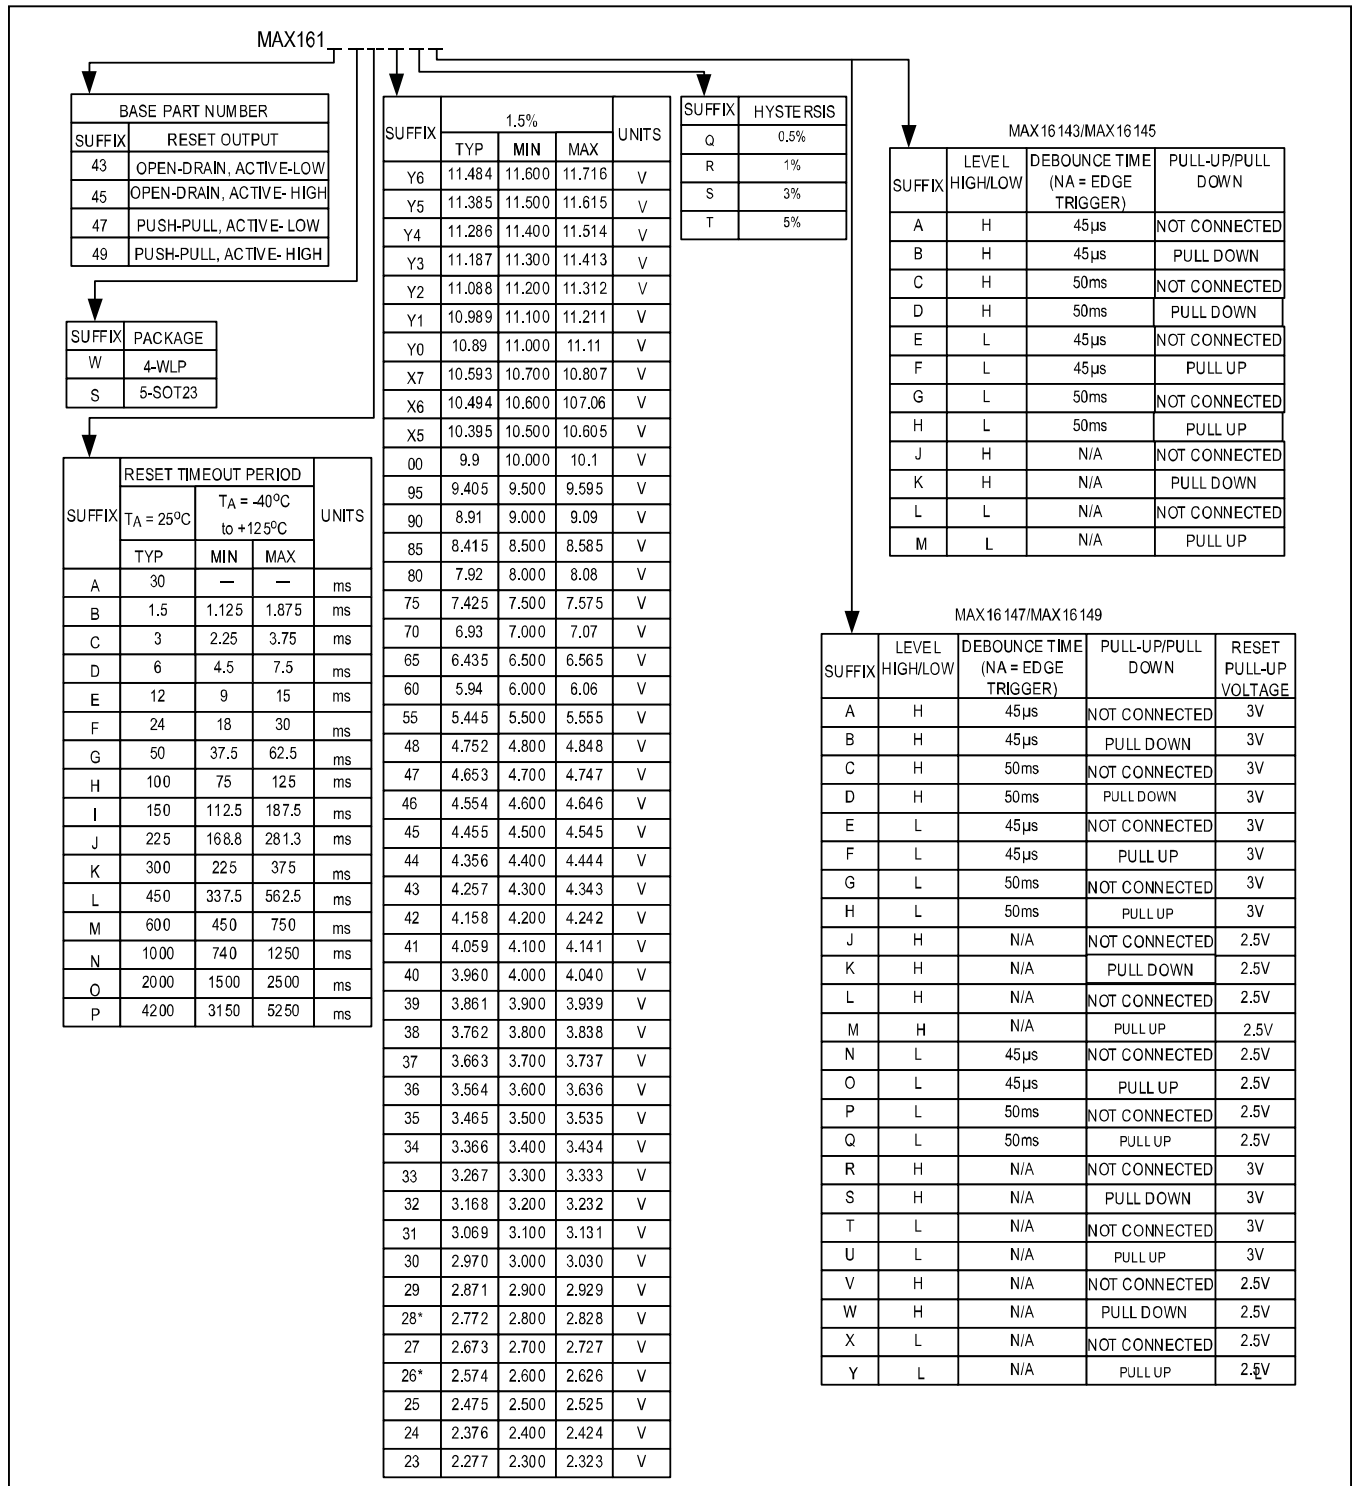 MAX161_ _ _ _ _ _
BASE PART NUMBER
SUFFIX RESET OUTPUT
43 OPEN-DRAIN, ACTIVE-LOW
45 OPEN-DRAIN, ACTIVE- HIGH
47 PUSH-PULL, ACTIVE- LOW
49 PUSH-PULL, ACTIVE- HIGH
SUFFIX PACKAGE
W 4-WLP
S 5-SOT23
SUFFIX RESET TIMEOUT PERIOD UNITS
TA = 25ºC TA = -40ºC to +125ºC
TYP MIN MAX
A 30 — — ms
B 1.5 1.125 1.875 ms
C 3 2.25 3.75 ms
D 6 4.5 7.5 ms
E 12 9 15 ms
F 24 18 30 ms
G 50 37.5 62.5 ms
H 100 75 125 ms
I 150 112.5 187.5 ms
J 225 168.8 281.3 ms
K 300 225 375 ms
L 450 337.5 562.5 ms
M 600 450 750 ms
N 1000 740 1250 ms
O 2000 1500 2500 ms
P 4200 3150 5250 ms
SUFFIX 1.5% UNITS
TYP MIN MAX
Y6 11.484 11.600 11.716 V
Y5 11.385 11.500 11.615 V
Y4 11.286 11.400 11.514 V
Y3 11.187 11.300 11.413 V
Y2 11.088 11.200 11.312 V
Y1 10.989 11.100 11.211 V
Y0 10.89 11.000 11.11 V
X7 10.593 10.700 10.807 V
X6 10.494 10.600 107.06 V
X5 10.395 10.500 10.605 V
00 9.9 10.000 10.1 V
95 9.405 9.500 9.595 V
90 8.91 9.000 9.09 V
85 8.415 8.500 8.585 V
80 7.92 8.000 8.08 V
75 7.425 7.500 7.575 V
70 6.93 7.000 7.07 V
65 6.435 6.500 6.565 V
60 5.94 6.000 6.06 V
55 5.445 5.500 5.555 V
48 4.752 4.800 4.848 V
47 4.653 4.700 4.747 V
46 4.554 4.600 4.646 V
45 4.455 4.500 4.545 V
44 4.356 4.400 4.444 V
43 4.257 4.300 4.343 V
42 4.158 4.200 4.242 V
41 4.059 4.100 4.141 V
40 3.960 4.000 4.040 V
39 3.861 3.900 3.939 V
38 3.762 3.800 3.838 V
37 3.663 3.700 3.737 V
36 3.564 3.600 3.636 V
35 3.465 3.500 3.535 V
34 3.366 3.400 3.434 V
33 3.267 3.300 3.333 V
32 3.168 3.200 3.232 V
31 3.069 3.100 3.131 V
30 2.970 3.000 3.030 V
29 2.871 2.900 2.929 V
28* 2.772 2.800 2.828 V
27 2.673 2.700 2.727 V
26* 2.574 2.600 2.626 V
25 2.475 2.500 2.525 V
24 2.376 2.400 2.424 V
23 2.277 2.300 2.323 V
SUFFIX HYSTERSIS
Q 0.5%
R 1%
S 3%
T 5%
MAX16143/MAX16145
SUFFIX LEVEL HIGH/LOW DEBOUNCE TIME (NA = EDGE TRIGGER) PULL-UP/PULL DOWN
A H 45µs NOT CONNECTED
B H 45µs PULL DOWN
C H 50ms NOT CONNECTED
D H 50ms PULL DOWN
E L 45µs NOT CONNECTED
F L 45µs PULL UP
G L 50ms NOT CONNECTED
H L 50ms PULL UP
J H N/A NOT CONNECTED
K H N/A PULL DOWN
L L N/A NOT CONNECTED
M L N/A PULL UP
MAX16147/MAX16149
SUFFIX LEVEL HIGH/LOW DEBOUNCE TIME (NA = EDGE TRIGGER) PULL-UP/PULL DOWN RESET PULL-UP VOLTAGE
A H 45µs NOT CONNECTED 3V
B H 45µs PULL DOWN 3V
C H 50ms NOT CONNECTED 3V
D H 50ms PULL DOWN 3V
E L 45µs NOT CONNECTED 3V
F L 45µs PULL UP 3V
G L 50ms NOT CONNECTED 3V
H L 50ms PULL UP 3V
J H N/A NOT CONNECTED 2.5V
K H N/A PULL DOWN 2.5V
L H N/A NOT CONNECTED 2.5V
M H N/A PULL UP 2.5V
N L 45µs NOT CONNECTED 2.5V
O L 45µs PULL UP 2.5V
P L 50ms NOT CONNECTED 2.5V
Q L 50ms PULL UP 2.5V
R H N/A NOT CONNECTED 3V
S H N/A PULL DOWN 3V
T L N/A NOT CONNECTED 3V
U L N/A PULL UP 3V
V H N/A NOT CONNECTED 2.5V
W H N/A PULL DOWN 2.5V
X L N/A NOT CONNECTED 2.5V
Y L N/A PULL UP 2.5V